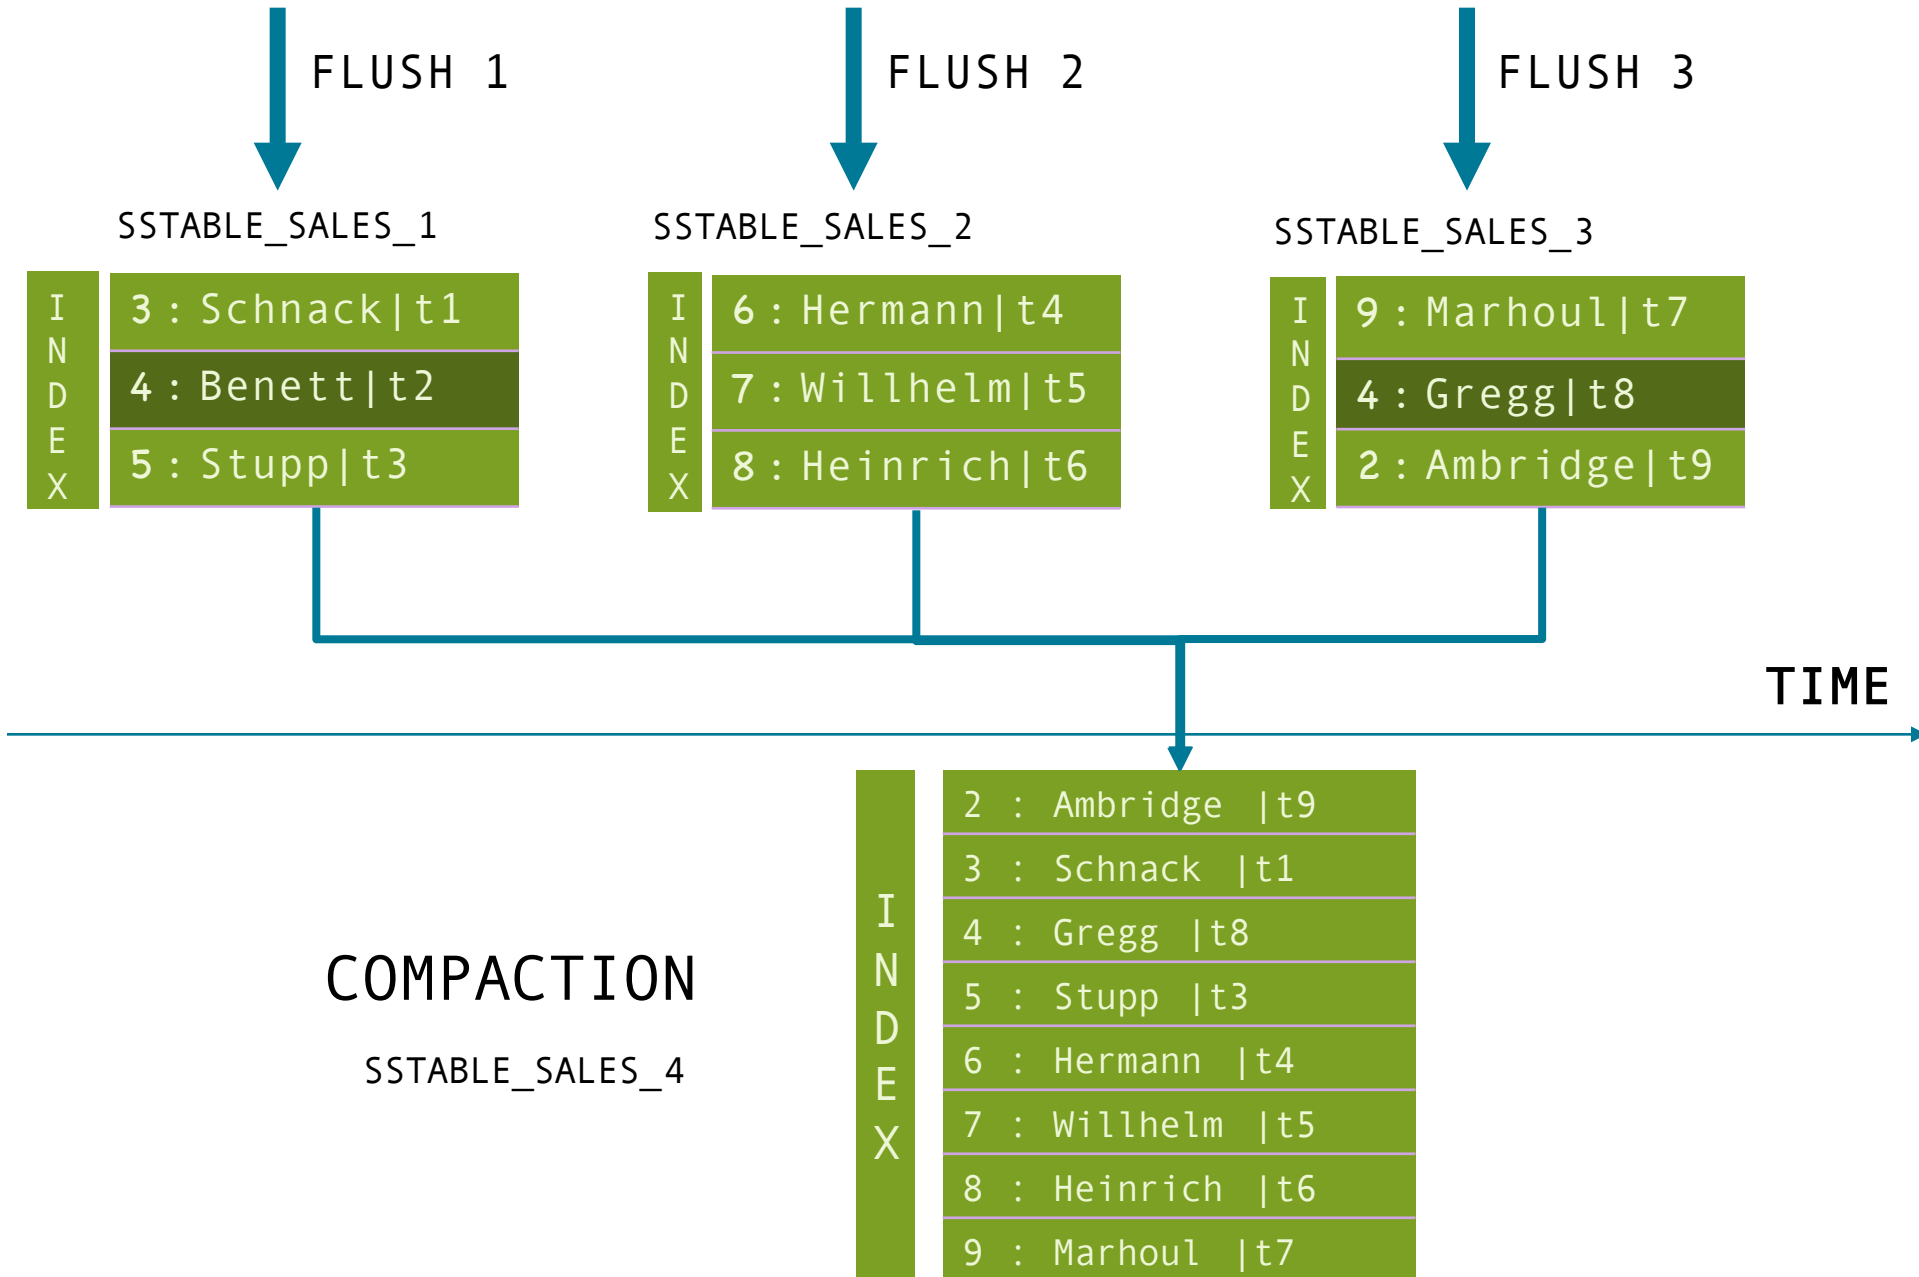 FLUSH 1
FLUSH 2
FLUSH 3
SSTABLE_SALES_1
INDEX
3 : Schnack|t1
4 : Benett|t2
5 : Stupp|t3
SSTABLE_SALES_2
INDEX
6 : Hermann|t4
7 : Willhelm|t5
8 : Heinrich|t6
SSTABLE_SALES_3
INDEX
9 : Marhoul|t7
4 : Gregg|t8
2 : Ambridge|t9
TIME
COMPACTION
SSTABLE_SALES_4
INDEX
2 : Ambridge |t9
3 : Schnack |t1
4 : Gregg |t8
5 : Stupp |t3
6 : Hermann |t4
7 : Willhelm |t5
8 : Heinrich |t6
9 : Marhoul |t7